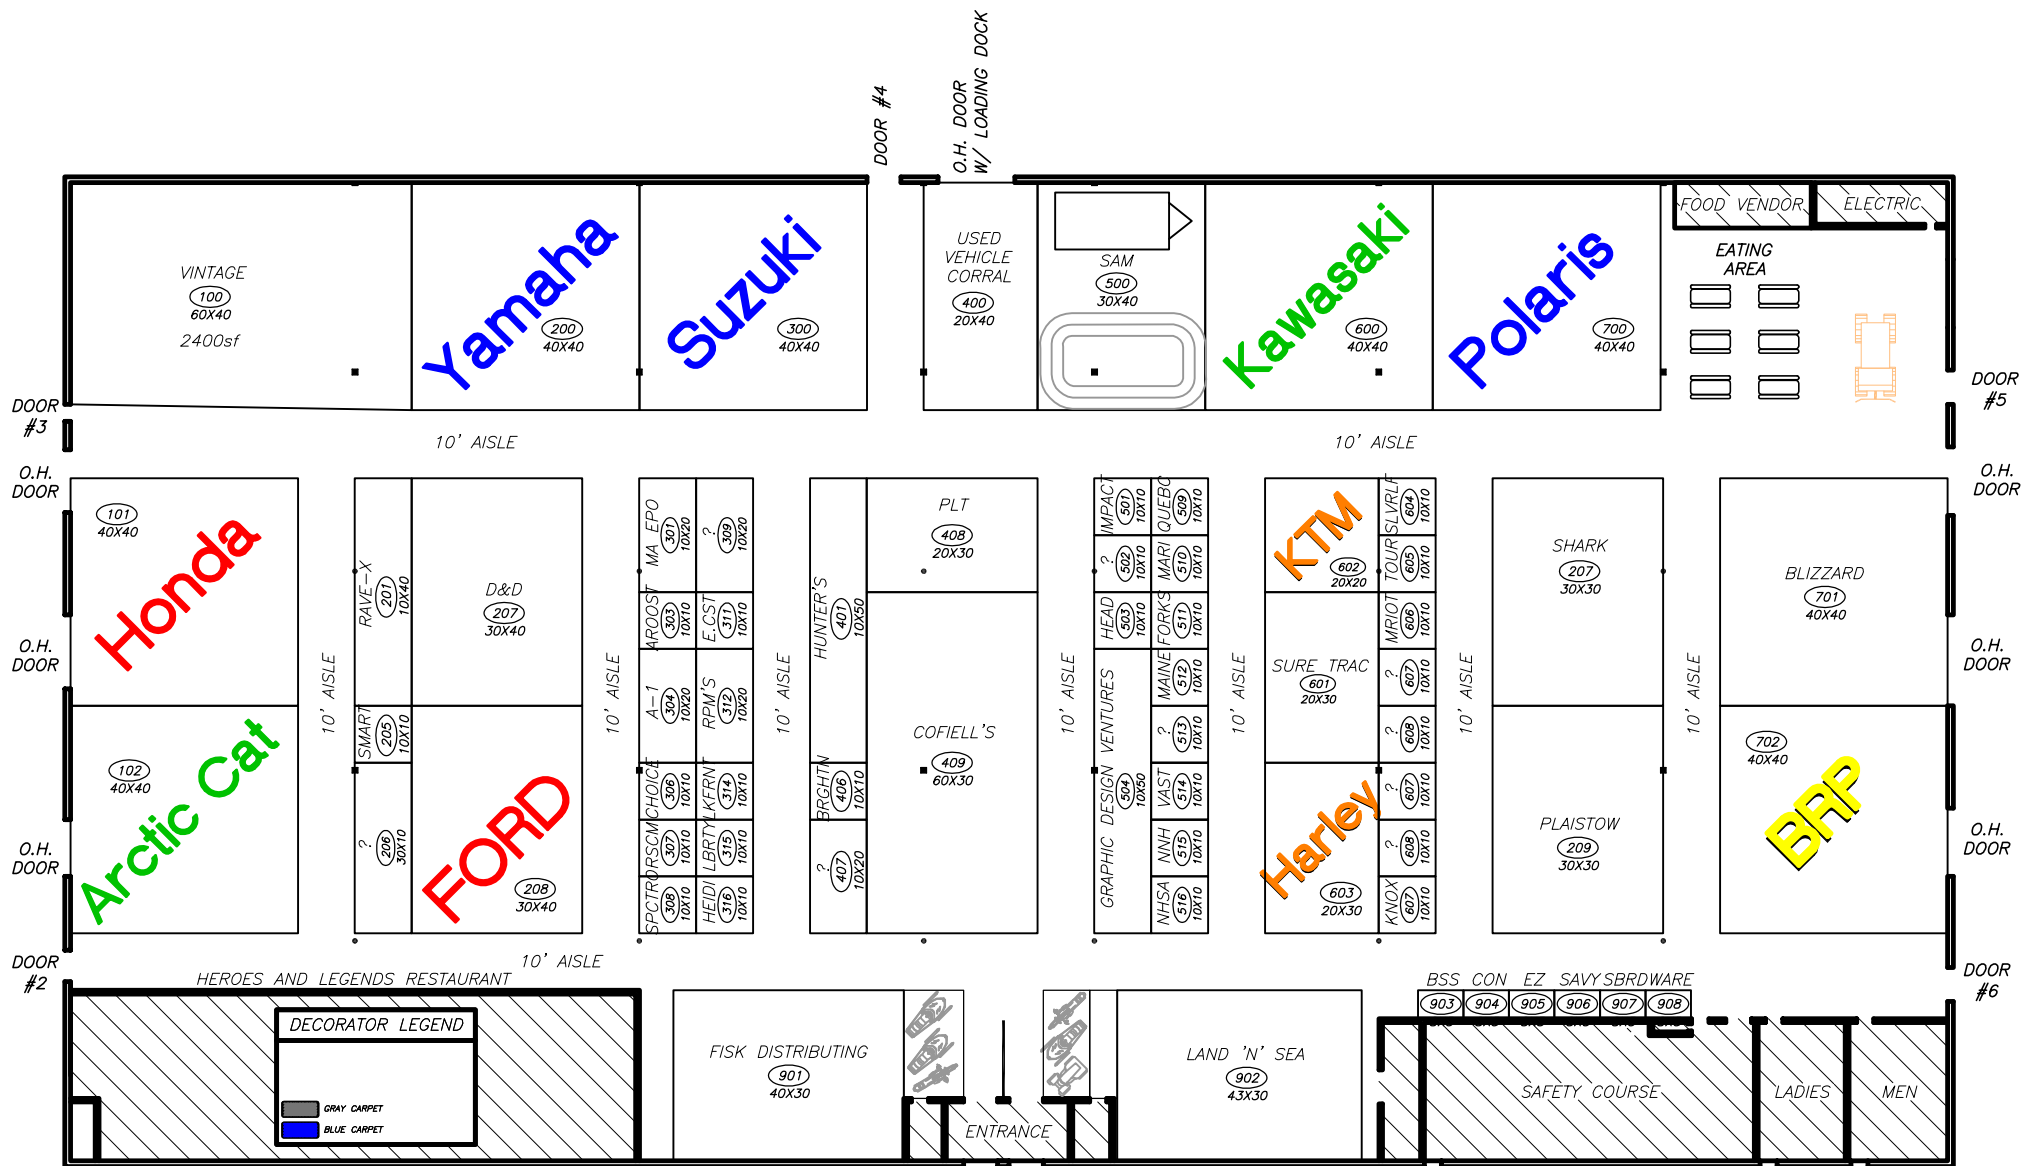 DOOR #4
O.H. DOOR
W/ LOADING DOCK
VINTAGE
100
60X40
2400sf
Yamaha
200
40X40
Suzuki
300
40X40
USED
VEHICLE
CORRAL
400
20X40
SAM
500
30X40
Kawasaki
600
40X40
Polaris
700
40X40
FOOD VENDOR
ELECTRIC
EATING
AREA
DOOR
#3
DOOR
#5
10' AISLE
10' AISLE
O.H.
DOOR
O.H.
DOOR
O.H.
DOOR
101
40X40
Honda
102
40X40
Arctic Cat
10' AISLE
RAVE-X
201
10X40
SMART
205
10X10
?
206
30X10
D&D
207
30X40
FORD
208
30X40
10' AISLE
MA EPO
301
10X20
AROOST
303
10X10
A-1
304
10X20
MCHOICE
306
10X10
ORSC
307
10X10
SPCTR
308
10X10
?
309
10X20
E.CST
311
10X10
RPM'S
312
10X20
LKFRNT
314
10X10
LBRTY
315
10X10
HEIDI
316
10X10
10' AISLE
HUNTER'S
401
10X50
BRGHTN
406
10X10
?
407
10X20
PLT
408
20X30
COFIELL'S
409
60X30
10' AISLE
IMPACT
501
10X10
?
502
10X10
HEAD
503
10X10
GRAPHIC DESIGN VENTURES
504
10X50
QUEBC
509
10X10
MARI
510
10X10
FORKS
511
10X10
MAINE
512
10X10
?
513
10X10
VAST
514
10X10
NNH
515
10X10
NHSA
516
10X10
10' AISLE
KTM
602
20X20
SURE TRAC
601
20X30
Harley
603
20X30
SLVRLF
604
10X10
TOUR
605
10X10
MRIOT
606
10X10
?
607
10X10
?
608
10X10
?
607
10X10
?
608
10X10
KNOX
607
10X10
10' AISLE
SHARK
207
30X30
PLAISTOW
209
30X30
10' AISLE
BLIZZARD
701
40X40
702
40X40
BRP
O.H.
DOOR
O.H.
DOOR
O.H.
DOOR
DOOR
#2
10' AISLE
DOOR
#6
HEROES AND LEGENDS RESTAURANT
DECORATOR LEGEND
GRAY CARPET
BLUE CARPET
FISK DISTRIBUTING
901
40X30
ENTRANCE
LAND 'N' SEA
902
43X30
BSS CON EZ SAVY SBRDWARE
903 904 905 906 907 908
SAFETY COURSE
LADIES
MEN